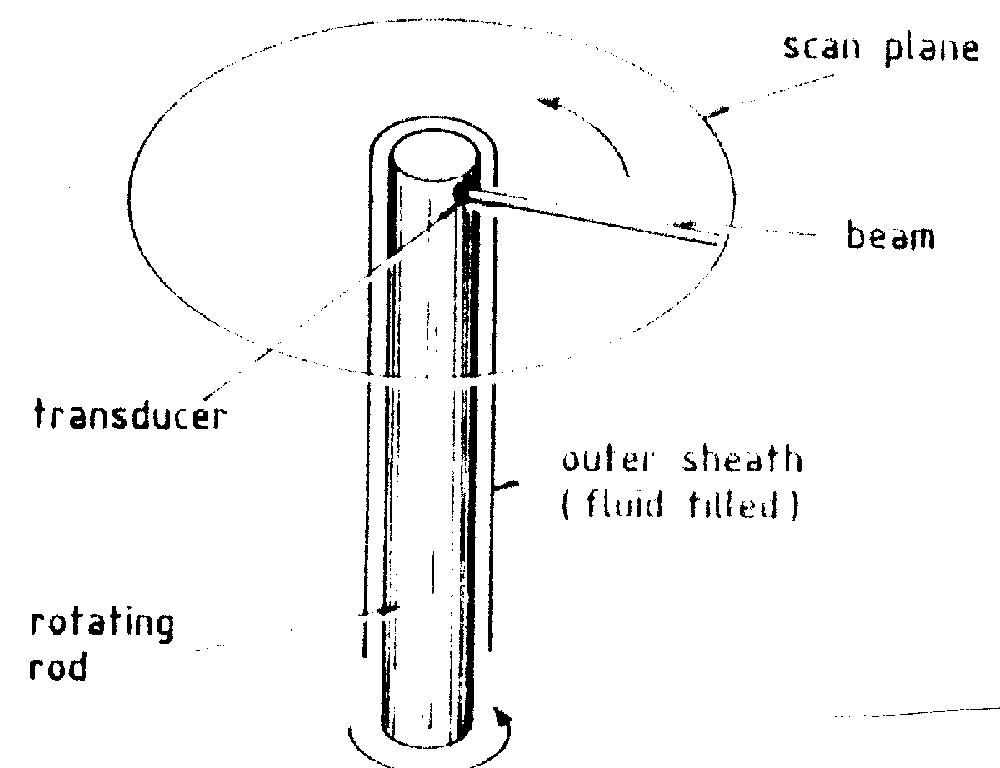 scan plane
beam
transducer
outer sheath
(fluid filled)
rotating
rod